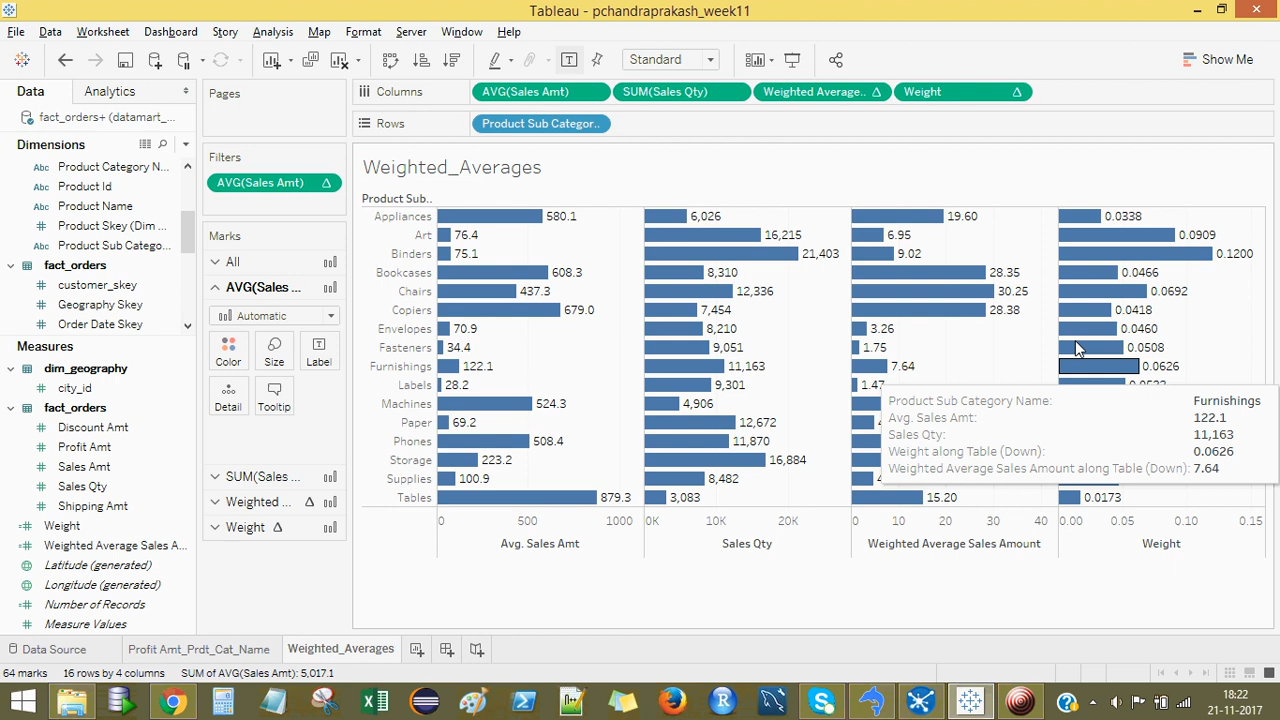 Tableau - pchandraprakash_week11
File Data Worksheet Dashboard Story Analysis Map Format Server Window Help
Standard Show Me
Data Analytics
fact_orders+ (datamart_...
Dimensions
Product Category N...
Product Id
Product Name
Product Skey (Dim ...
Product Sub Catego...
fact_orders
customer_skey
Geography Skey
Order Date Skey
Measures
dim_geography
city_id
fact_orders
Discount Amt
Profit Amt
Sales Amt
Sales Qty
Shipping Amt
Weight
Weighted Average Sales A...
Latitude (generated)
Longitude (generated)
Number of Records
Measure Values
Pages
Filters
AVG(Sales Amt)
Marks
All
AVG(Sales ...
Automatic
Color Size Label
Detail Tooltip
SUM(Sales ...
Weighted
Weight
Columns AVG(Sales Amt) SUM(Sales Qty) Weighted Average.. Weight
Rows Product Sub Categor..
Weighted_Averages
Product Sub..
Appliances 580.1 6,026 19.60 0.0338
Art 76.4 16,215 6.95 0.0909
Binders 75.1 21,403 9.02 0.1200
Bookcases 608.3 8,310 28.35 0.0466
Chairs 437.3 12,336 30.25 0.0692
Copiers 679.0 7,454 28.38 0.0418
Envelopes 70.9 8,210 3.26 0.0460
Fasteners 34.4 9,051 1.75 0.0508
Furnishings 122.1 11,163 7.64 0.0626
Labels 28.2 9,301 1.47
Machines 524.3 4,906
Paper 69.2 12,672
Phones 508.4 11,870
Storage 223.2 16,884
Supplies 100.9 8,482
Tables 879.3 3,083 15.20 0.0173
Product Sub Category Name: Furnishings
Avg. Sales Amt: 122.1
Sales Qty: 11,163
Weight along Table (Down): 0.0626
Weighted Average Sales Amount along Table (Down): 7.64
0 500 1000 0K 10K 20K 0 10 20 30 40 0.00 0.05 0.10 0.15
Avg. Sales Amt Sales Qty Weighted Average Sales Amount Weight
Data Source Profit Amt_Prdt_Cat_Name Weighted_Averages
64 marks 16 rows by 4 columns SUM of AVG(Sales Amt): 5,017.1
18:22
21-11-2017